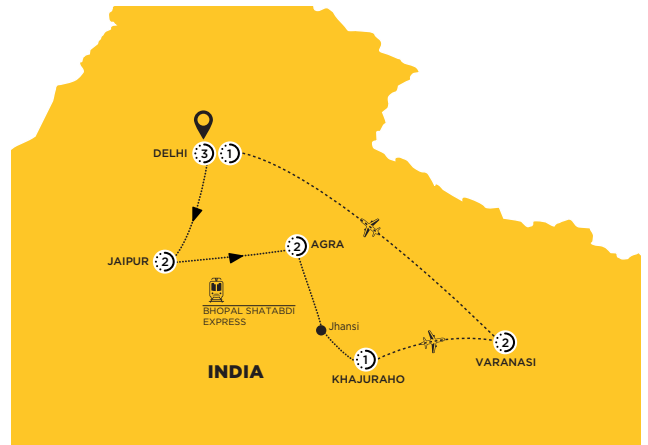 DELHI 3 1
JAIPUR 2
2 AGRA
BHOPAL SHATABDI
EXPRESS
Jhansi
1
KHAJURAHO
2
VARANASI
INDIA